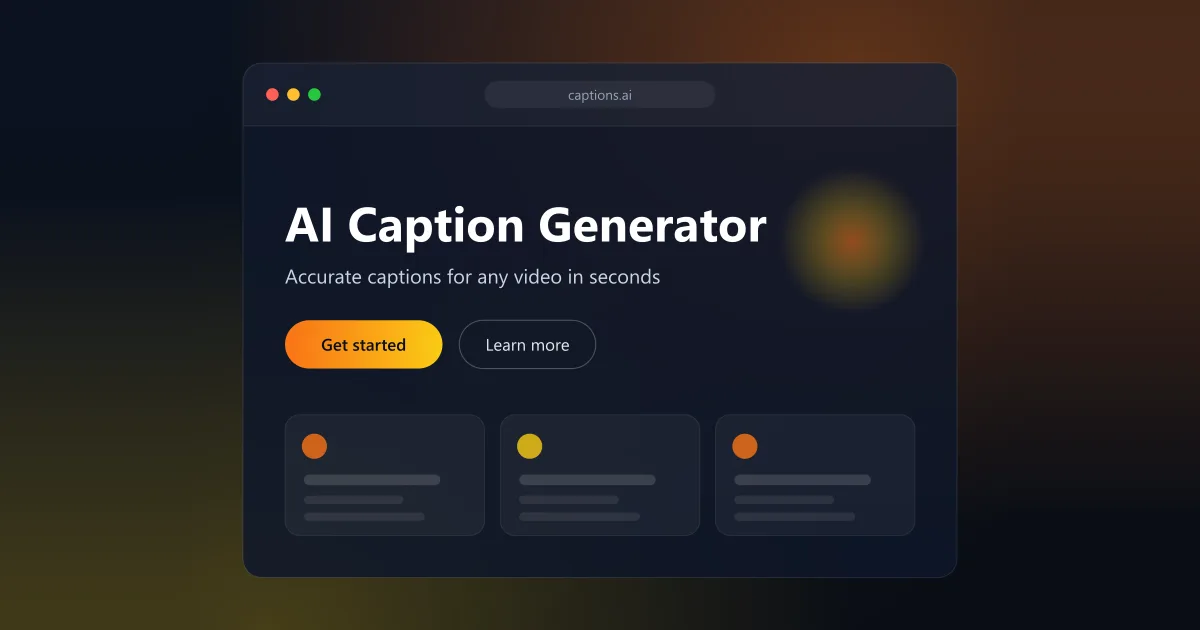 captions.ai
AI Caption Generator
Accurate captions for any video in seconds
Get started
Learn more